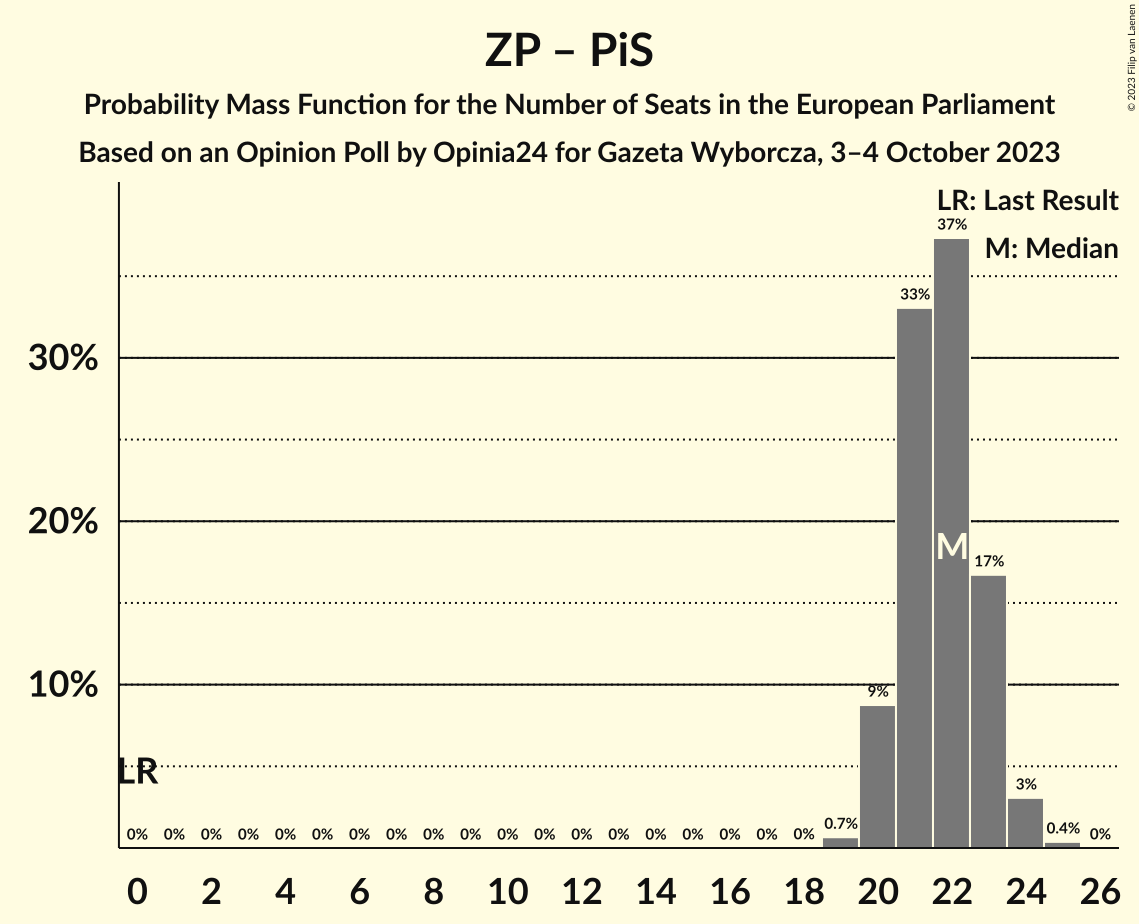 ZP – PiS
Probability Mass Function for the Number of Seats in the European Parliament
Based on an Opinion Poll by Opinia24 for Gazeta Wyborcza, 3–4 October 2023
© 2023 Filip van Laenen
LR: Last Result
M: Median
37%
33%
30%
20%
M
17%
10%
9%
LR
3%
0% 0% 0% 0% 0% 0% 0% 0% 0% 0% 0% 0% 0% 0% 0% 0% 0% 0% 0% 0.7% 0.4% 0%
0 2 4 6 8 10 12 14 16 18 20 22 24 26